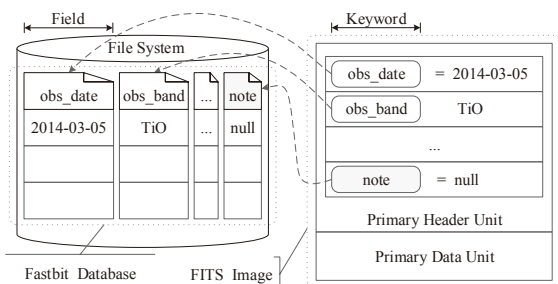 Field
File System
obs_date obs_band ... note
2014-03-05 TiO ... null
Fastbit Database
Keyword
obs_date = 2014-03-05
obs_band TiO
...
note = null
Primary Header Unit
Primary Data Unit
FITS Image